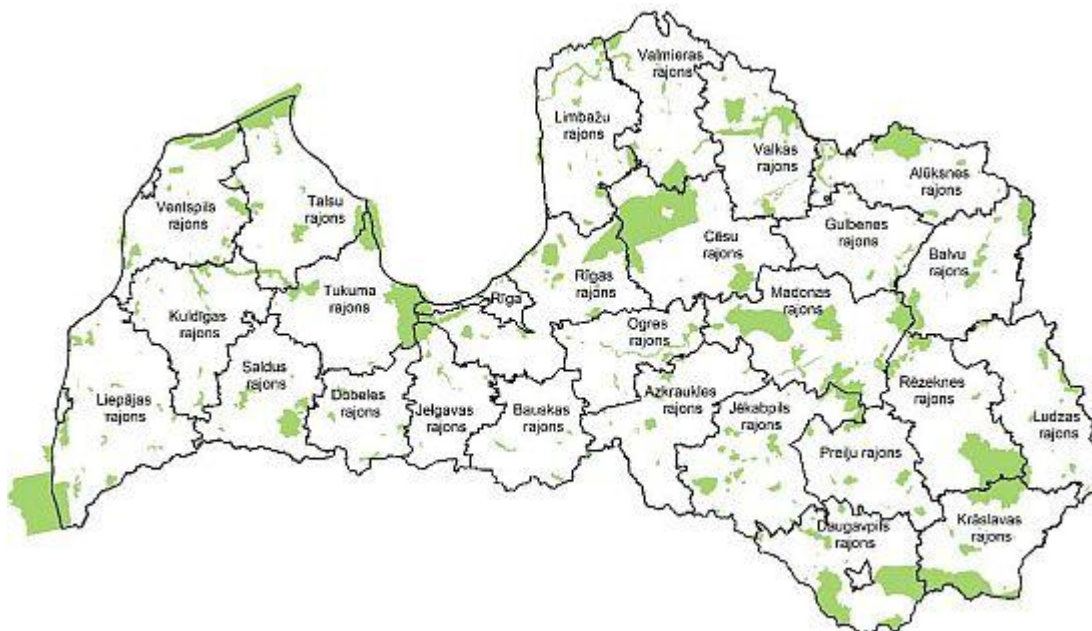 Valmieras
rajons
Limbažu
rajons
Valkas
rajons
Alūksnes
rajons
Ventspils
rajons
Talsu
rajons
Gulbenes
rajons
Cēsu
rajons
Balvu
rajons
Rīgas
rajons
Rīga
Tukuma
rajons
Madonas
rajons
Kuldīgas
rajons
Ogres
rajons
Saldus
rajons
Rēzeknes
rajons
Liepājas
rajons
Dobeles
rajons
Jelgavas
rajons
Bauskas
rajons
Azkraukles
rajons
Jēkabpils
rajons
Ludzas
rajons
Preiļu rajons
Daugavpils
rajons
Krāslavas
rajons